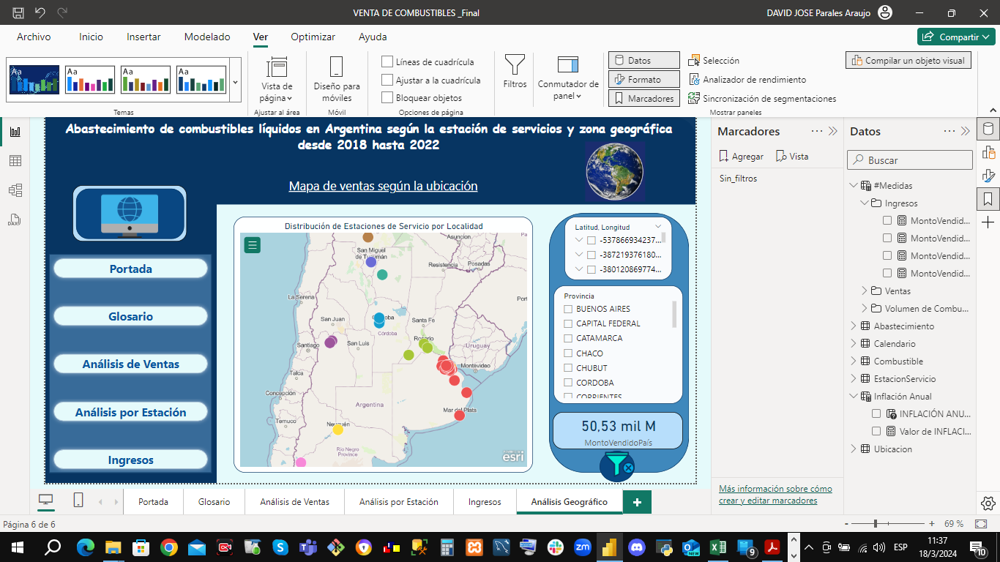 VENTA DE COMBUSTIBLES _Final
DAVID JOSE Parales Araujo
Archivo
Inicio
Insertar
Modelado
Ver
Optimizar
Ayuda
Compartir
Aa
Aa
Aa
Aa
Temas
Vista de
página
Ajustar al área
Diseño para
móviles
Móvil
Líneas de cuadrícula
Ajustar a la cuadrícula
Bloquear objetos
Opciones de página
Filtros
Conmutador de
panel
Datos
Formato
Marcadores
Selección
Analizador de rendimiento
Sincronización de segmentaciones
Mostrar paneles
Compilar un objeto visual
Abastecimiento de combustibles líquidos en Argentina según la estación de servicios y zona geográfica
desde 2018 hasta 2022
Mapa de ventas según la ubicación
Portada
Glosario
Análisis de Ventas
Análisis por Estación
Ingresos
Distribución de Estaciones de Servicio por Localidad
Asuncion
San Miguel
de Tucumán
Resistencia
Posadas
La Serena
Córdoba
Santa Fe
San Juan
Port
Córdoba
Rosario
Santiago
San Luis
Uruguay
Montevideo
Talca
Concepción
Argentina
Mar del Plata
Temuco
Neuquén
Río Negro
Province
esri
Latitud, Longitud
-537866934237...
-387219376180...
-380120869774...
Provincia
BUENOS AIRES
CAPITAL FEDERAL
CATAMARCA
CHACO
CHUBUT
CORDOBA
CORRIENTES
50,53 mil M
MontoVendidoPaís
Marcadores
Agregar
Vista
Sin_filtros
Más información sobre cómo
crear y editar marcadores
Datos
Buscar
#Medidas
Ingresos
MontoVendid...
MontoVendid...
MontoVendid...
MontoVendid...
Ventas
Volumen de Combu...
Abastecimiento
Calendario
Combustible
EstacionServicio
Inflación Anual
INFLACIÓN ANU...
Valor de INFLACI...
Ubicacion
DAX
Portada
Glosario
Análisis de Ventas
Análisis por Estación
Ingresos
Análisis Geográfico
Página 6 de 6
69 %
ESP
11:37
18/3/2024
9
10